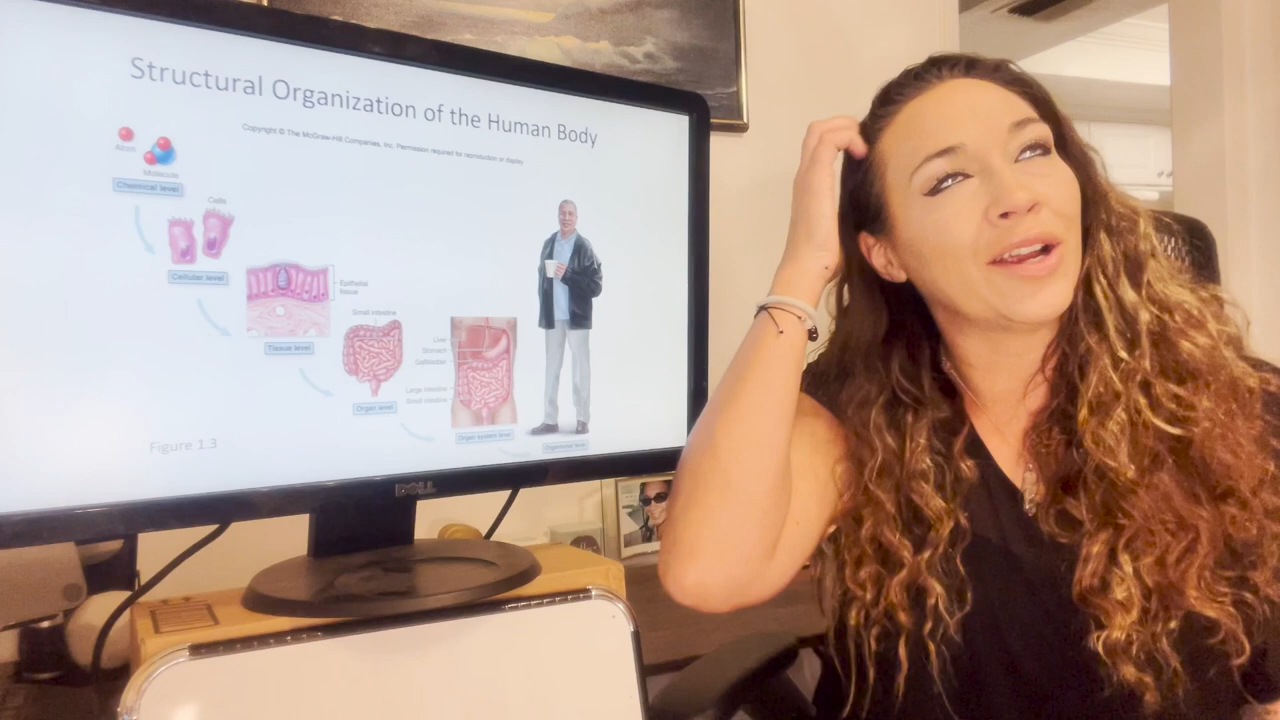 Structural Organization of the Human Body
Copyright © The McGraw-Hill Companies, Inc. Permission required for reproduction or display
Atom
Molecule
Chemical level
Cells
Cellular level
Epithelial
tissue
Tissue level
Small intestine
Organ level
Liver
Stomach
Gallbladder
Large intestine
Small intestine
Organ system level
Organismal level
Figure 1.3
DELL